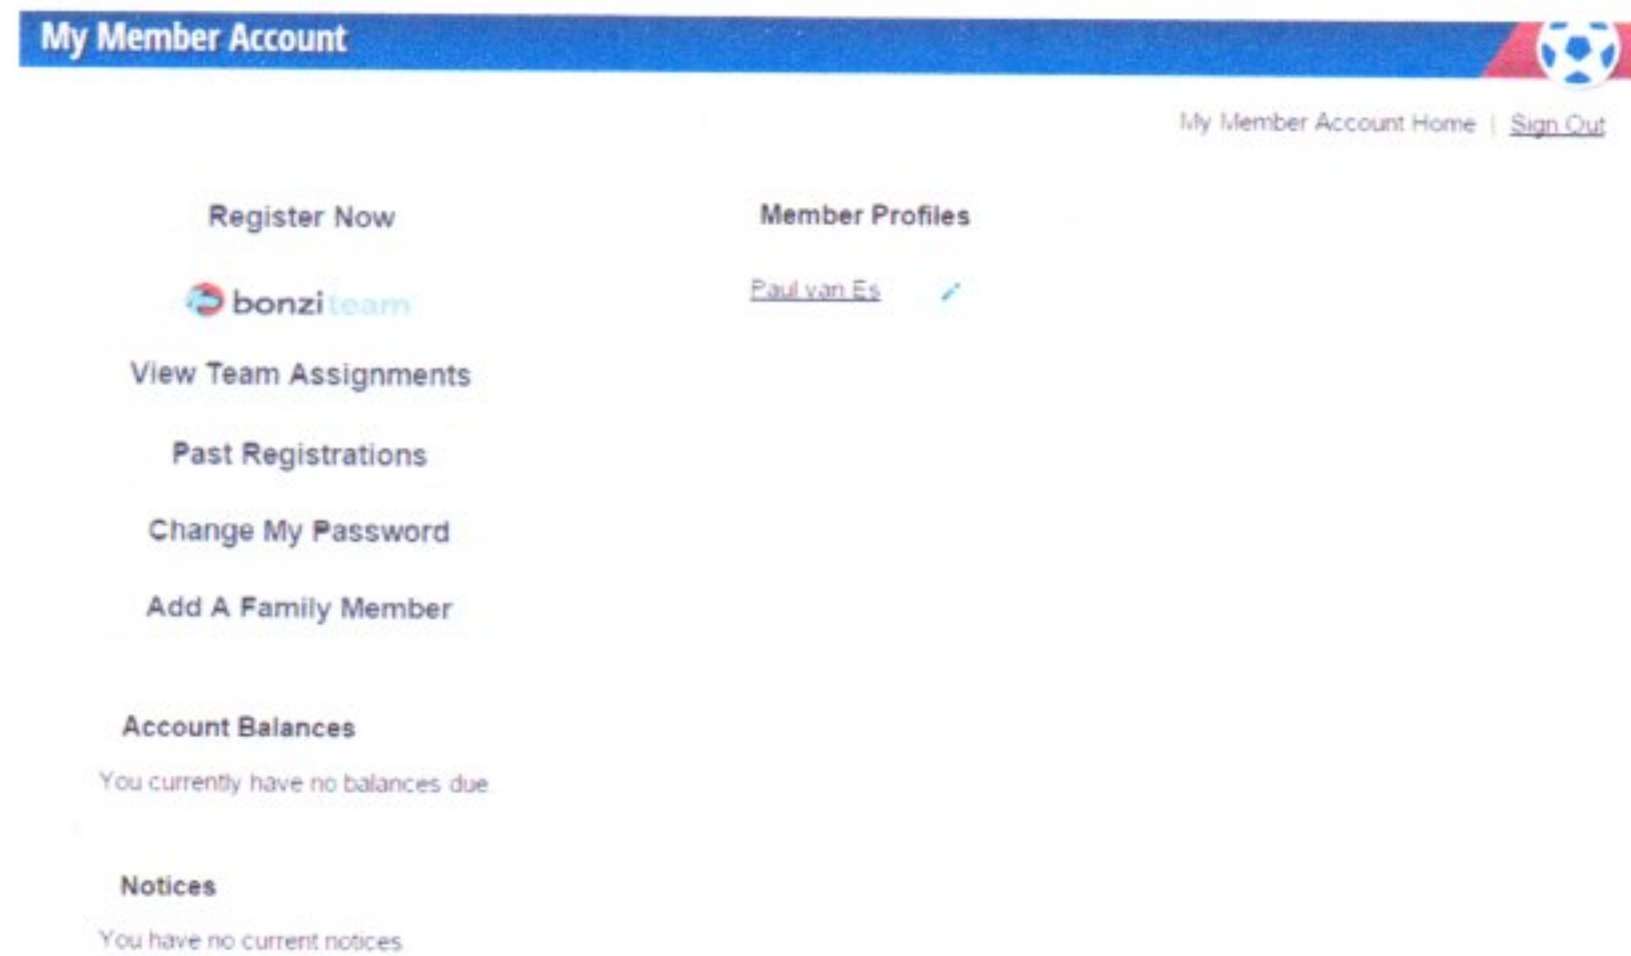 My Member Account
My Member Account Home | Sign Out
Register Now
bonziteam
View Team Assignments
Past Registrations
Change My Password
Add A Family Member
Account Balances
You currently have no balances due
Notices
You have no current notices
Member Profiles
Paul van Es